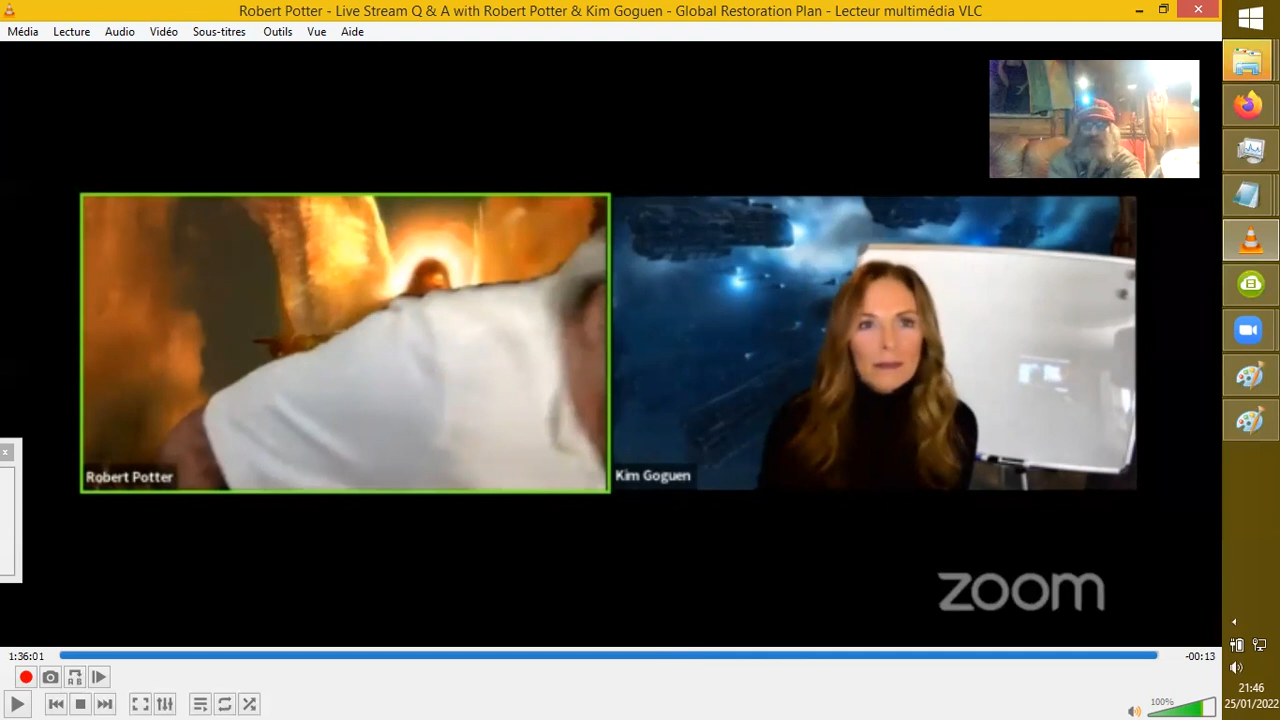 Robert Potter - Live Stream Q & A with Robert Potter & Kim Goguen - Global Restoration Plan - Lecteur multimédia VLC
Média Lecture Audio Vidéo Sous-titres Outils Vue Aide
Robert Potter
Kim Goguen
zoom
1:36:01
-00:13
100%
21:46
25/01/2022